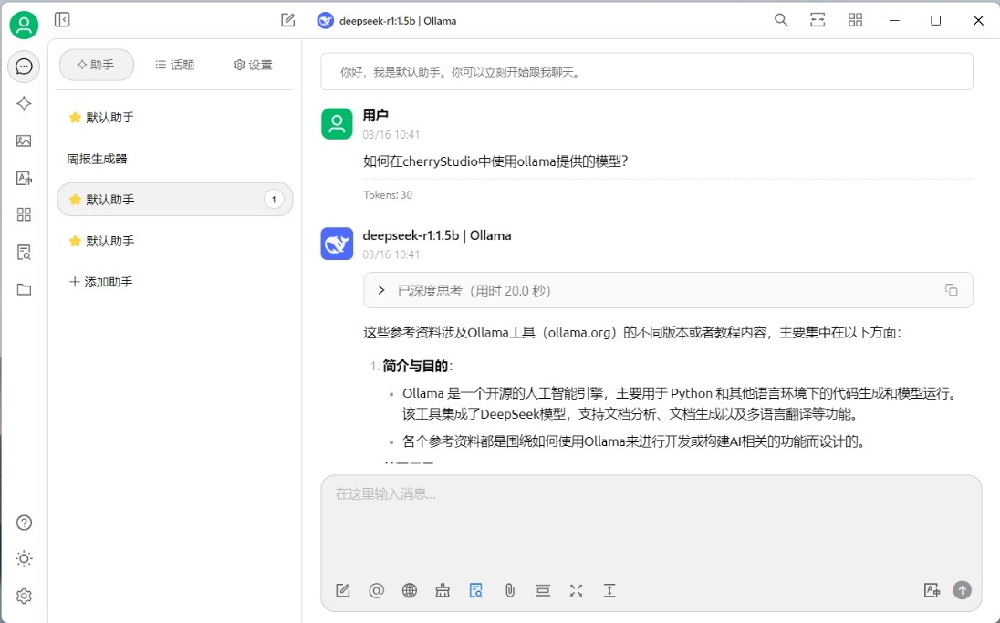 deepseek-r1:1.5b | Ollama
助手
话题
设置
默认助手
周报生成器
默认助手
1
默认助手
添加助手
你好，我是默认助手。你可以立刻开始跟我聊天。
用户
03/16 10:41
如何在cherryStudio中使用ollama提供的模型？
Tokens: 30
deepseek-r1:1.5b | Ollama
03/16 10:41
已深度思考（用时 20.0 秒）
这些参考资料涉及Ollama工具（ollama.org）的不同版本或者教程内容，主要集中在以下方面：
1. 简介与目的：
Ollama 是一个开源的人工智能引擎，主要用于 Python 和其他语言环境下的代码生成和模型运行。
该工具集成了DeepSeek模型，支持文档分析、文档生成以及多语言翻译等功能。
各个参考资料都是围绕如何使用Ollama来进行开发或构建AI相关的功能而设计的。
在这里输入消息...